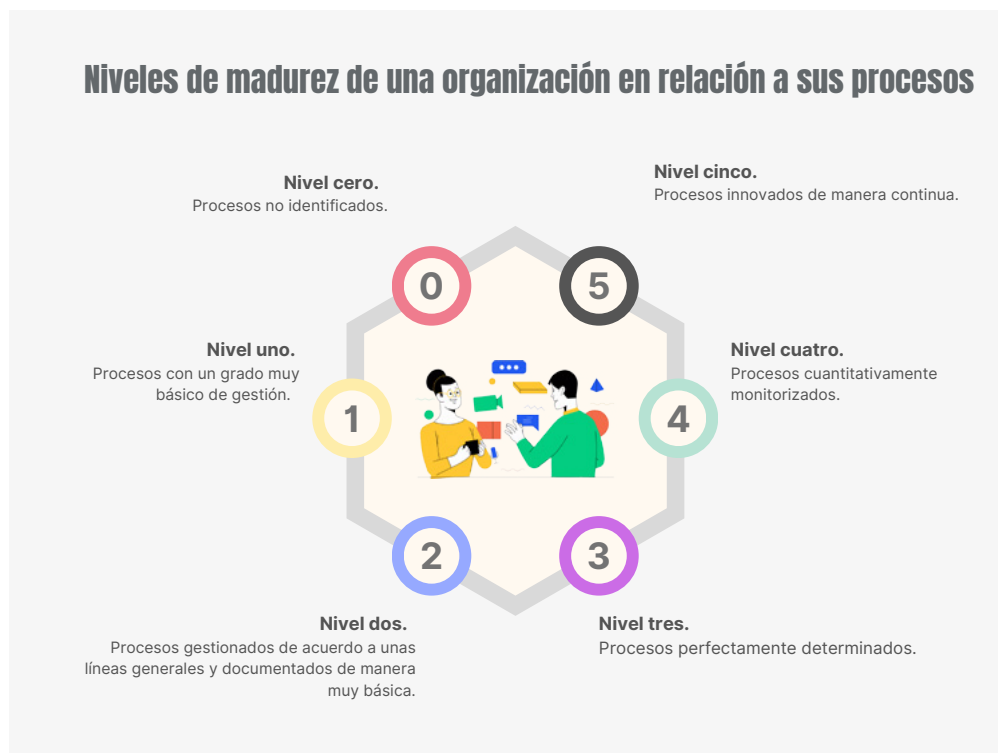 Niveles de madurez de una organización en relación a sus procesos
Nivel cero.
Procesos no identificados.
Nivel cinco.
Procesos innovados de manera continua.
0
5
Nivel uno.
Procesos con un grado muy
básico de gestión.
1
Nivel cuatro.
Procesos cuantitativamente
monitorizados.
4
2
3
Nivel dos.
Procesos gestionados de acuerdo a unas
líneas generales y documentados de manera
muy básica.
Nivel tres.
Procesos perfectamente determinados.